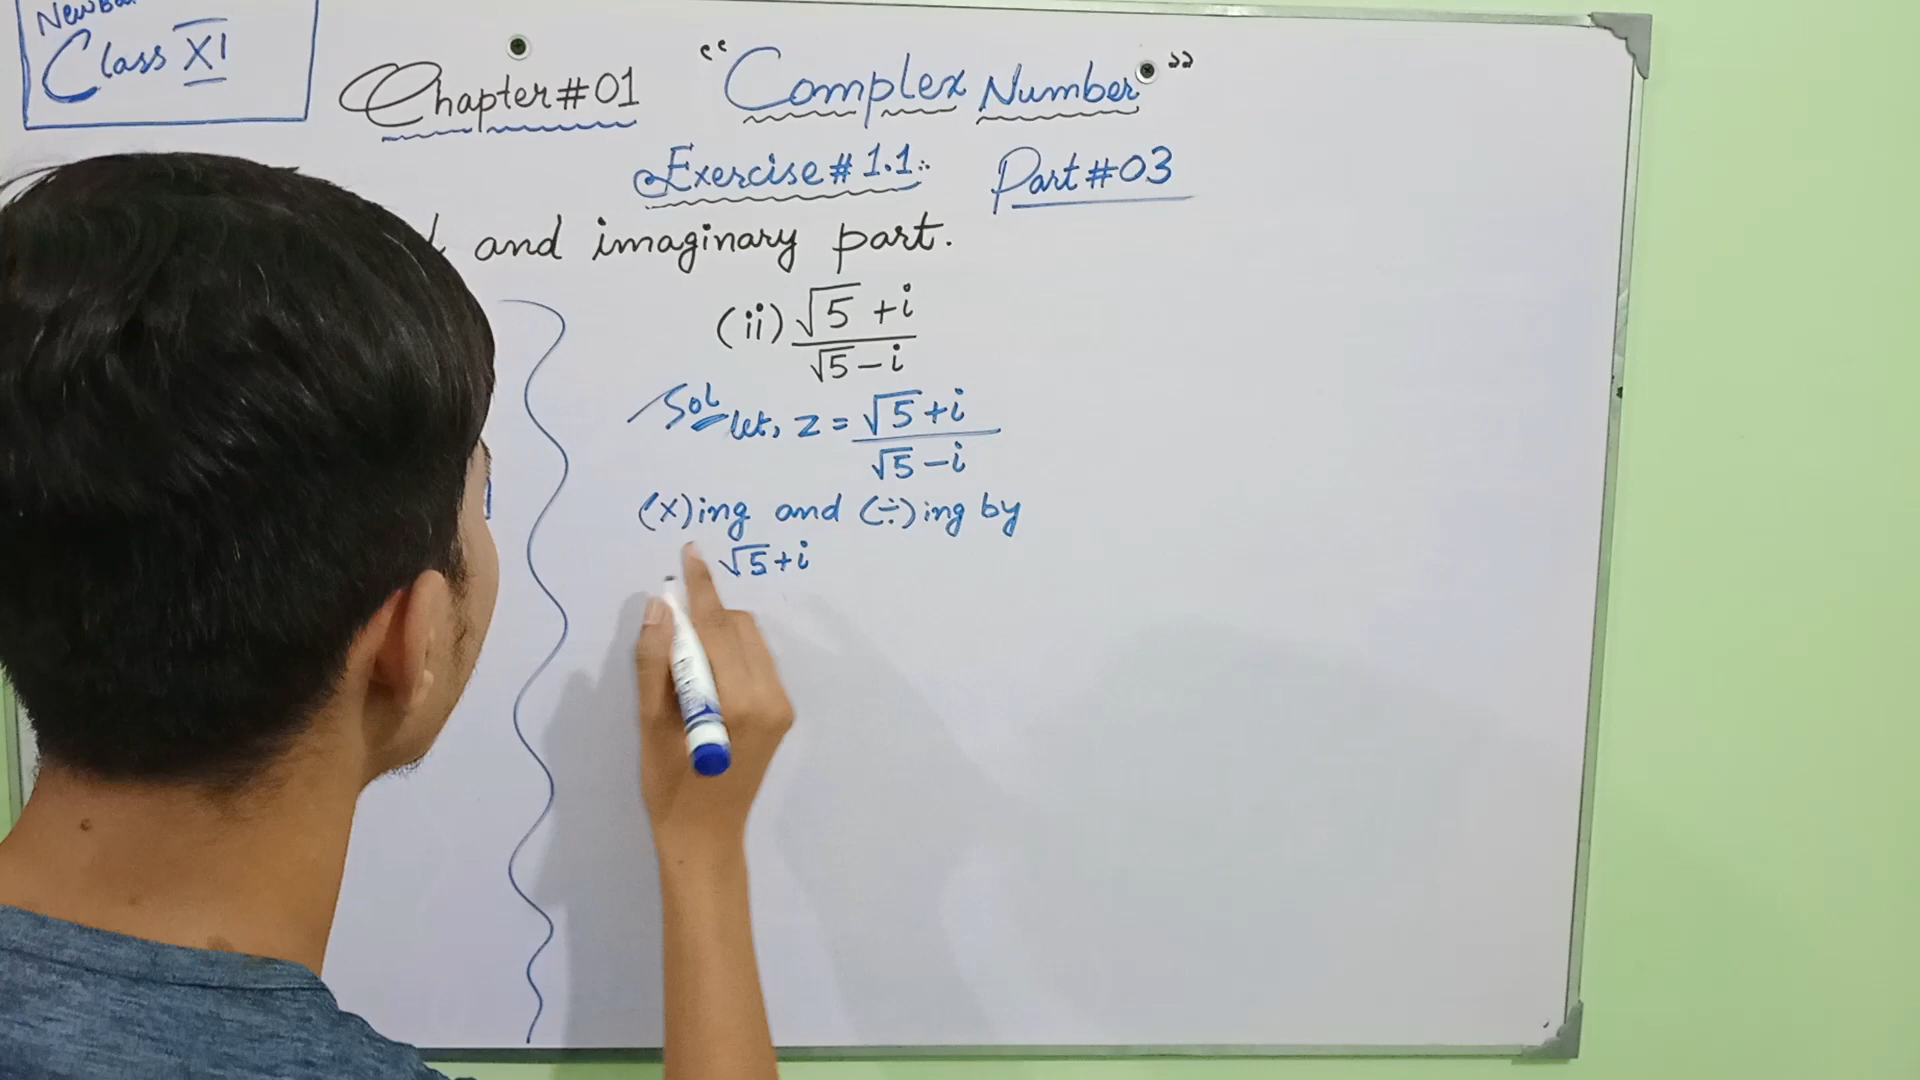 Class XI
Chapter#01 "Complex Number"
Exercise#1.1:. Part#03
and imaginary part.
(ii) √5 +i
√5-i
Sol let, z = √5+i
√5-i
(x)ing and (÷)ing by
√5+i